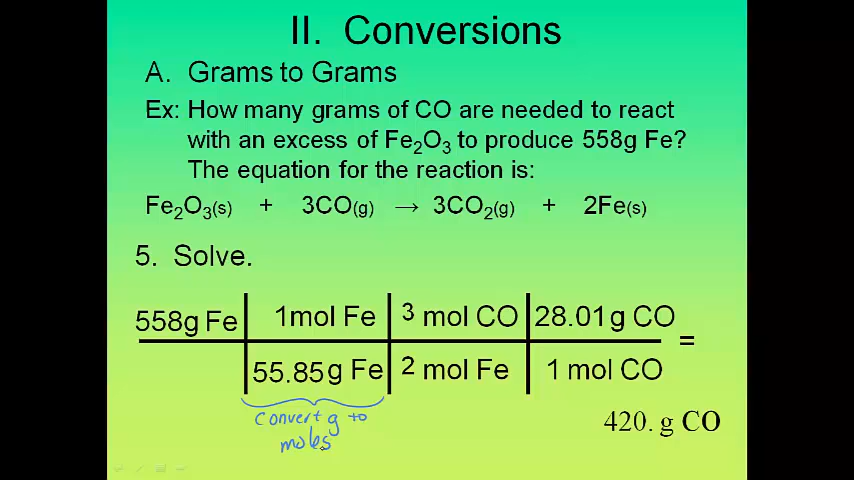 II. Conversions
A. Grams to Grams
Ex: How many grams of CO are needed to react
with an excess of Fe₂O₃ to produce 558g Fe?
The equation for the reaction is:
Fe₂O₃(s) + 3CO(g) → 3CO₂(g) + 2Fe(s)
5. Solve.
558g Fe 1mol Fe 3 mol CO 28.01g CO =
55.85g Fe 2 mol Fe 1 mol CO
convert g to
moles
420. g CO